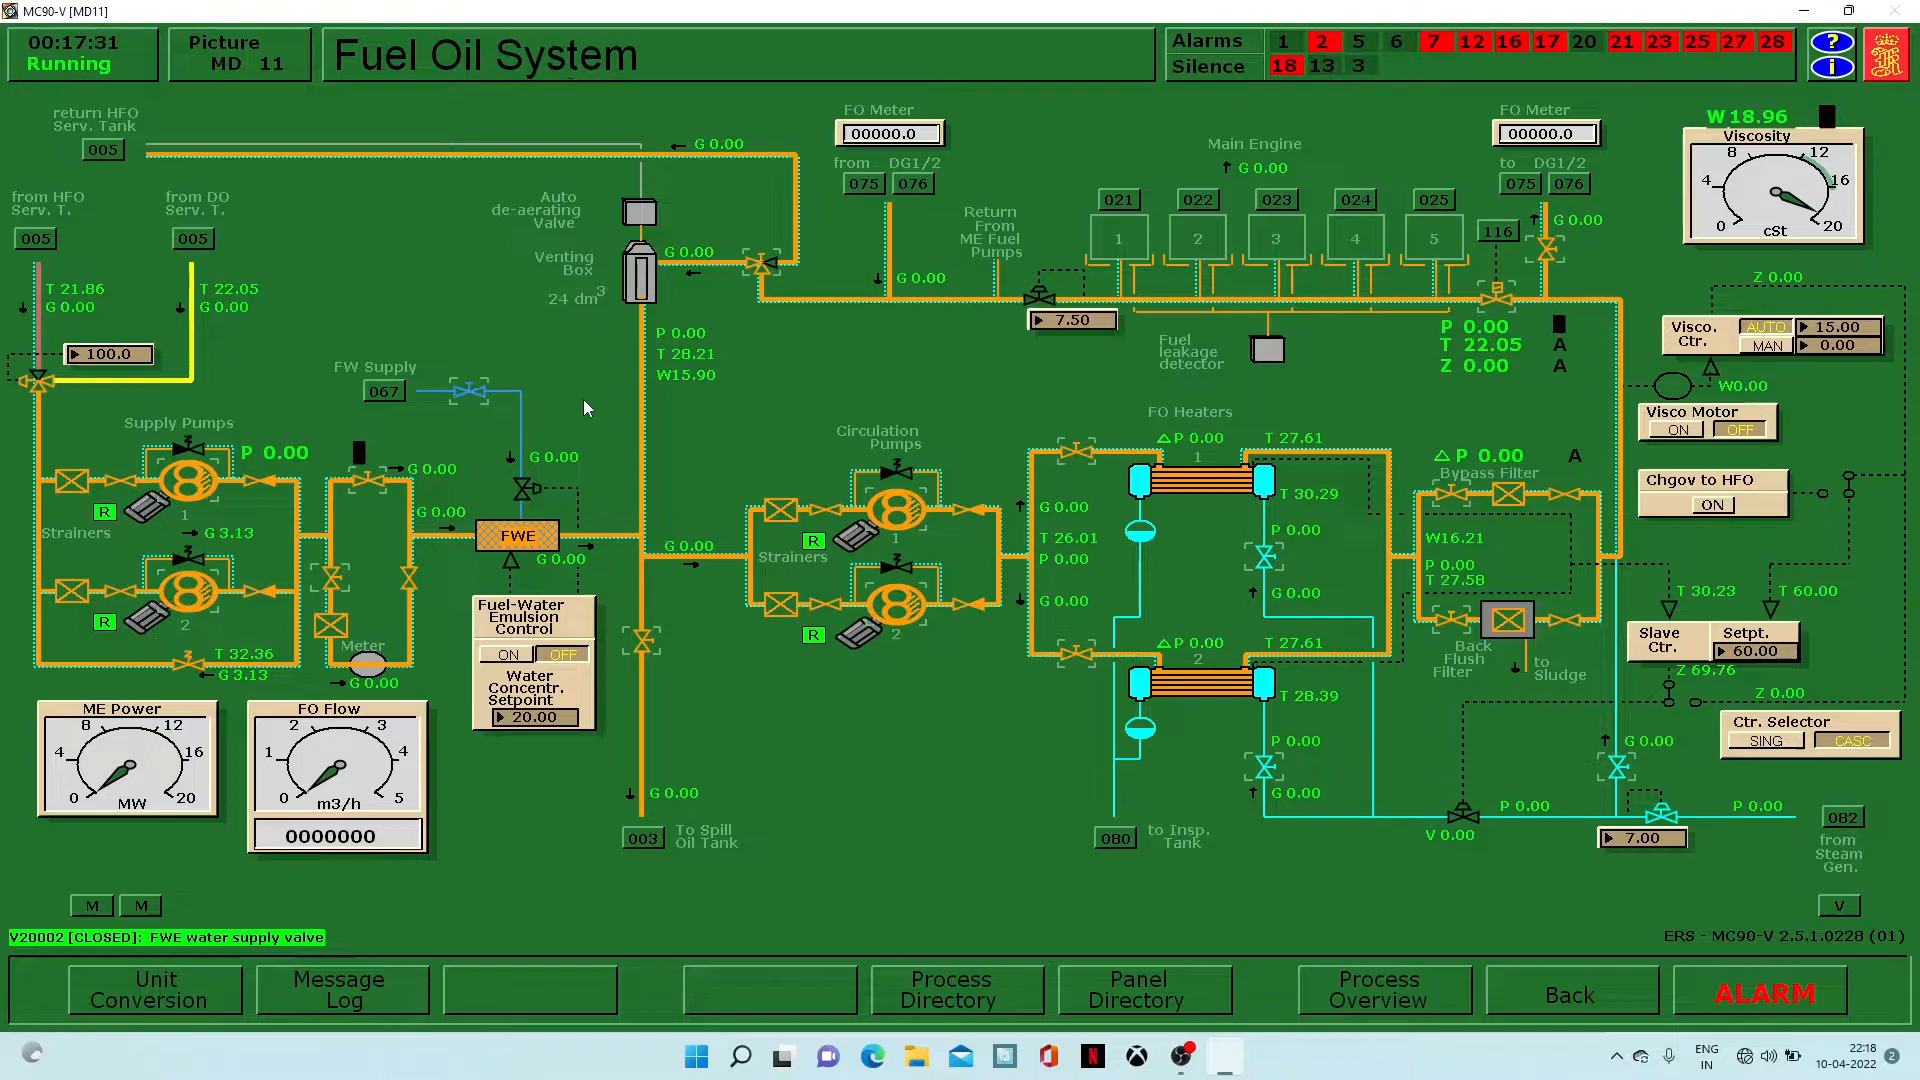 MC90-V [MD11]
00:17:31
Running
Picture
MD 11
Fuel Oil System
Alarms 1 2 5 6 7 12 16 17 20 21 23 25 27 28
Silence 18 13 3
?
i
return HFO
Serv. Tank
005
G 0.00
FO Meter
00000.0
from DG1/2
075 076
Main Engine
G 0.00
FO Meter
00000.0
to DG1/2
075 076
W 18.96
Viscosity
8 12
4 16
0 20
cSt
from HFO
Serv. T.
005
from DO
Serv. T.
005
Auto
de-aerating
Valve
Venting
Box
24 dm3
G 0.00
G 0.00
Return
From
ME Fuel
Pumps
021 022 023 024 025
1 2 3 4 5
116
G 0.00
T 21.86
G 0.00
T 22.05
G 0.00
100.0
7.50
Fuel
leakage
detector
P 0.00
T 22.05 A
Z 0.00 A
Z 0.00
Visco.
Ctr.
AUTO 15.00
MAN 0.00
W0.00
Visco Motor
ON OFF
P 0.00
T 28.21
W15.90
FW Supply
067
Supply Pumps
P 0.00
G 0.00
G 0.00
G 0.00
R
1
Strainers
G 3.13
R
2
T 32.36
G 3.13
Meter
G 0.00
FWE
G 0.00
Fuel-Water
Emulsion
Control
ON OFF
Water
Concentr.
Setpoint
20.00
G 0.00
Circulation
Pumps
R
1
Strainers
R
2
FO Heaters
P 0.00
1
T 27.61
G 0.00
T 26.01
P 0.00
G 0.00
T 30.29
P 0.00
G 0.00
P 0.00
2
T 27.61
T 28.39
P 0.00
G 0.00
P 0.00 A
Bypass Filter
W16.21
P 0.00
T 27.58
Back
Flush
Filter
to
Sludge
Chgov to HFO
ON
T 30.23
T 60.00
Slave
Ctr.
Setpt.
60.00
Z 69.76
Z 0.00
Ctr. Selector
SING CASC
G 0.00
P 0.00
P 0.00
V 0.00
7.00
082
from
Steam
Gen.
ME Power
8 12
4 16
0 20
MW
FO Flow
2 3
1 4
0 5
m3/h
0000000
G 0.00
003
To Spill
Oil Tank
080
to Insp.
Tank
M M
V
V20002 [CLOSED]: FWE water supply valve
ERS - MC90-V 2.5.1.0228 (01)
Unit
Conversion
Message
Log
Process
Directory
Panel
Directory
Process
Overview
Back
ALARM
N
ENG
IN
22:18
10-04-2022
2